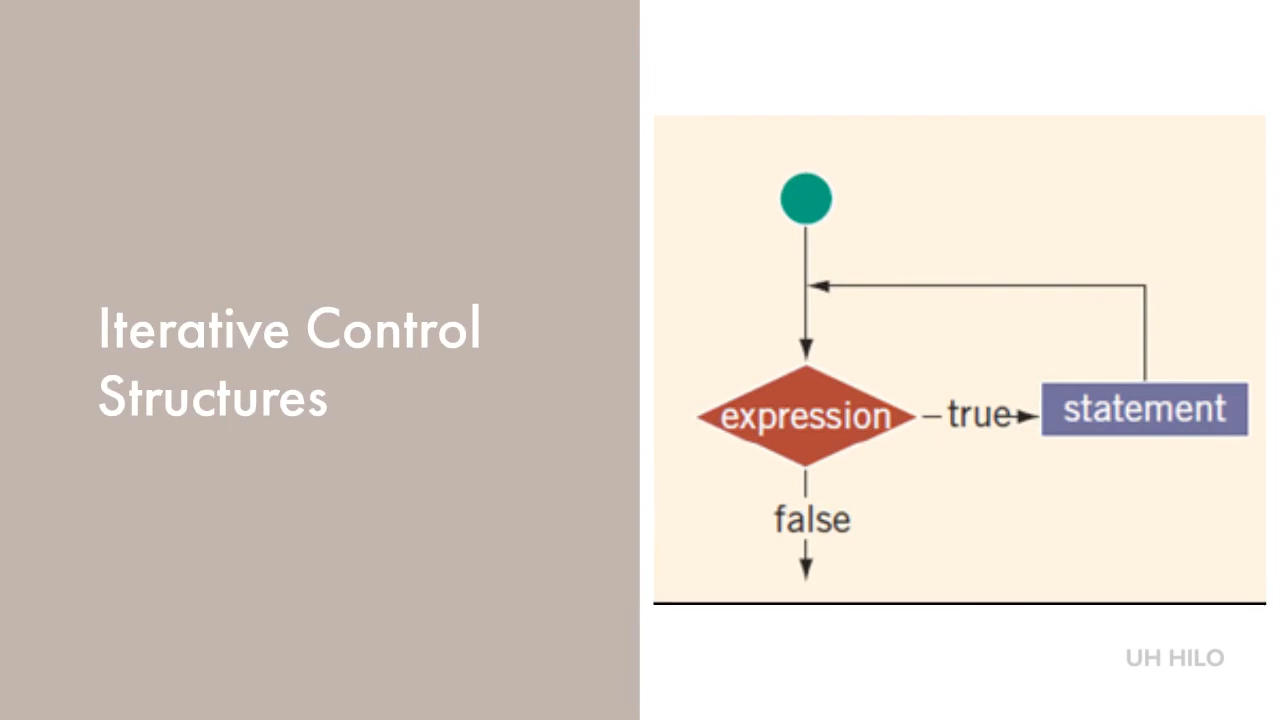 Iterative Control
Structures
expression
true
statement
false
UH HILO